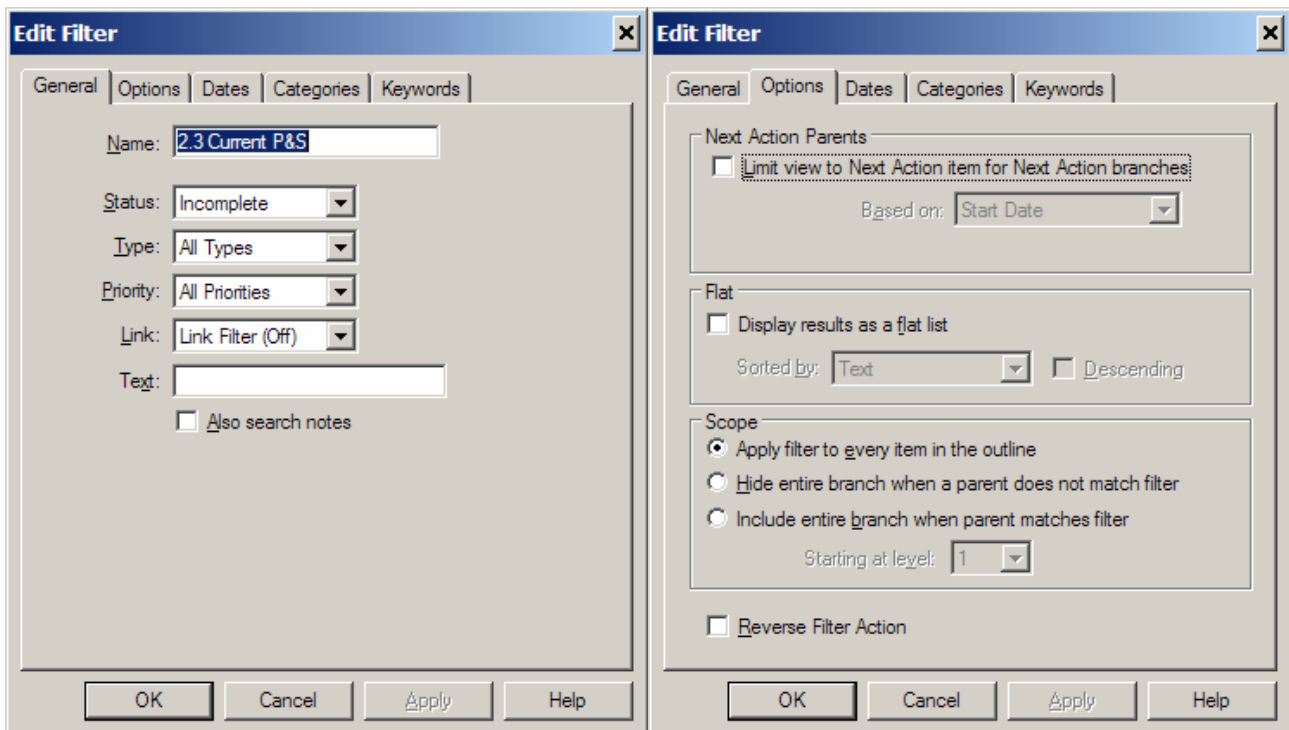 Edit Filter
General Options Dates Categories Keywords
Name: 2.3 Current P&S
Status: Incomplete
Type: All Types
Priority: All Priorities
Link: Link Filter (Off)
Text:
Also search notes
OK Cancel Apply Help
Edit Filter
General Options Dates Categories Keywords
Next Action Parents
Limit view to Next Action item for Next Action branches
Based on: Start Date
Flat
Display results as a flat list
Sorted by: Text Descending
Scope
Apply filter to every item in the outline
Hide entire branch when a parent does not match filter
Include entire branch when parent matches filter
Starting at level: 1
Reverse Filter Action
OK Cancel Apply Help